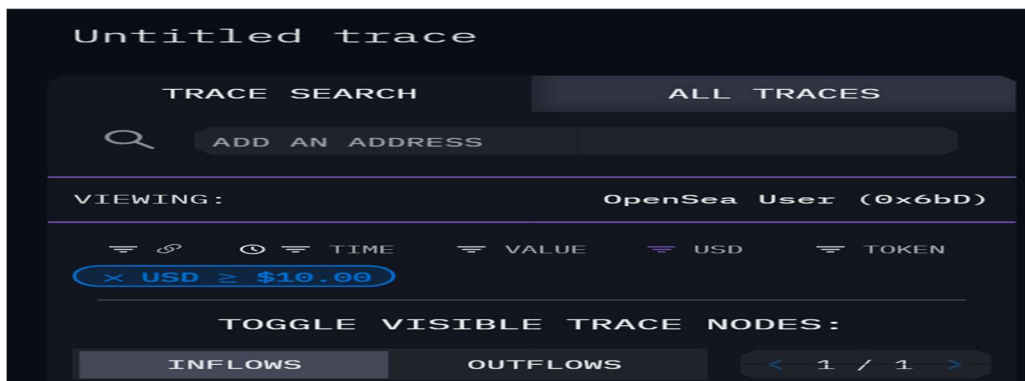 Untitled trace
TRACE SEARCH ALL TRACES
ADD AN ADDRESS
VIEWING: OpenSea User (0x6bD)
TIME VALUE USD TOKEN
× USD ≥ $10.00
TOGGLE VISIBLE TRACE NODES:
INFLOWS OUTFLOWS < 1 / 1 >